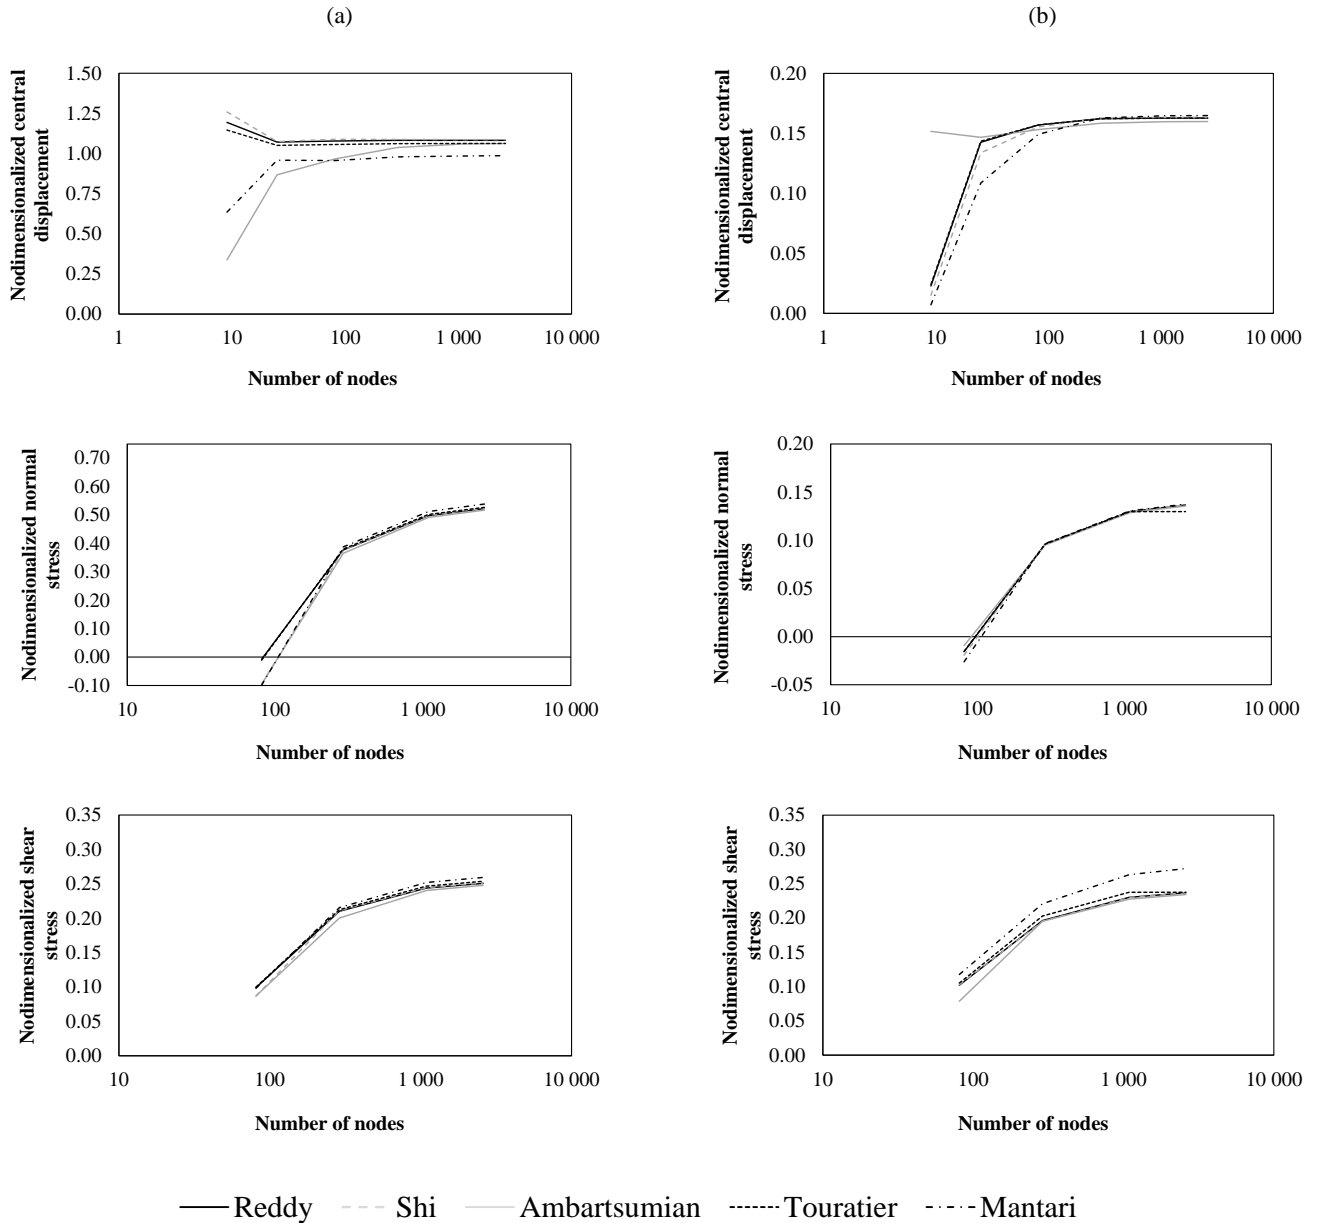 (a)
(b)
Nodimensionalized central
displacement
1.50
1.25
1.00
0.75
0.50
0.25
0.00
1
10
100
1 000
10 000
Number of nodes
Nodimensionalized central
displacement
0.20
0.15
0.10
0.05
0.00
1
10
100
1 000
10 000
Number of nodes
Nodimensionalized normal
stress
0.70
0.60
0.50
0.40
0.30
0.20
0.10
0.00
-0.10
10
100
1 000
10 000
Number of nodes
Nodimensionalized normal
stress
0.20
0.15
0.10
0.05
0.00
-0.05
10
100
1 000
10 000
Number of nodes
Nodimensionalized shear
stress
0.35
0.30
0.25
0.20
0.15
0.10
0.05
0.00
10
100
1 000
10 000
Number of nodes
Nodimensionalized shear
stress
0.35
0.30
0.25
0.20
0.15
0.10
0.05
0.00
10
100
1 000
10 000
Number of nodes
Reddy
Shi
Ambartsumian
Touratier
Mantari